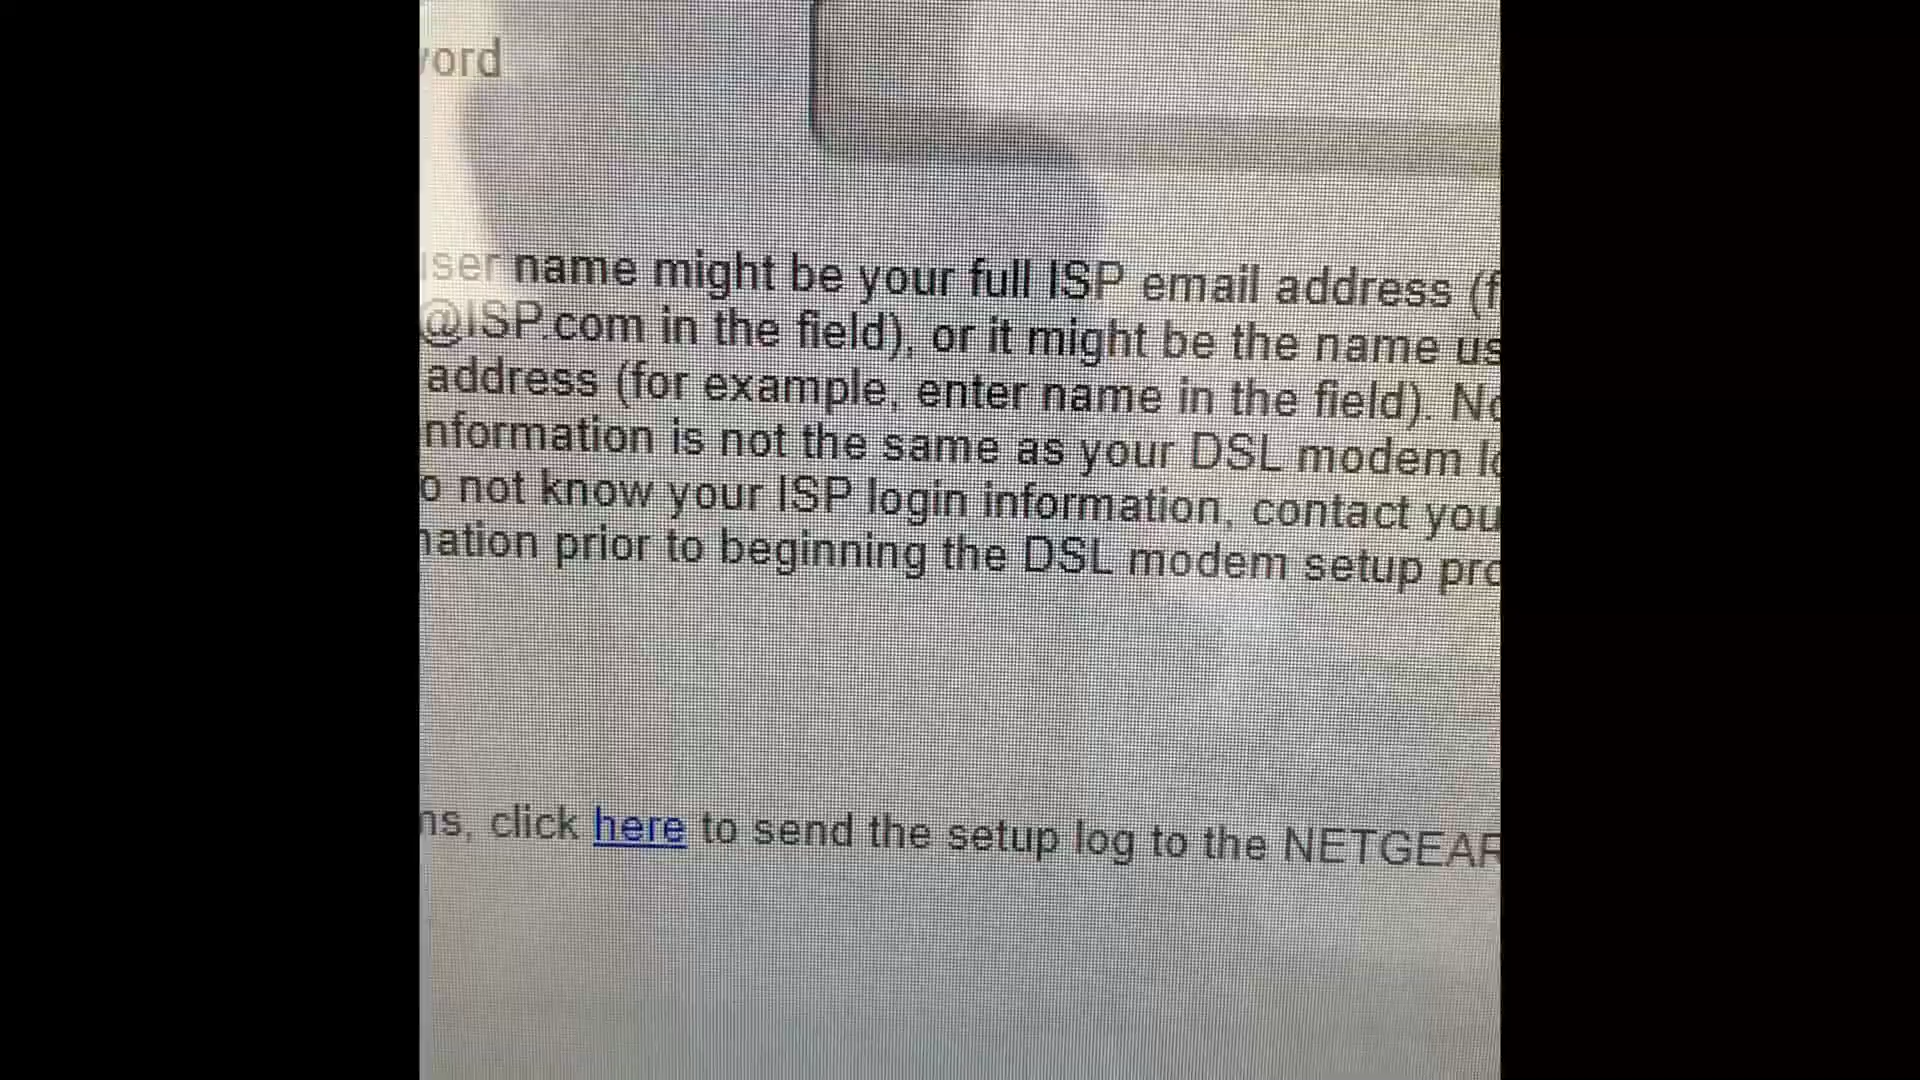 ord
ser name might be your full ISP email address (f
@ISP.com in the field), or it might be the name us
address (for example, enter name in the field). No
nformation is not the same as your DSL modem lo
o not know your ISP login information, contact you
nation prior to beginning the DSL modem setup pro
ns, click here to send the setup log to the NETGEAR